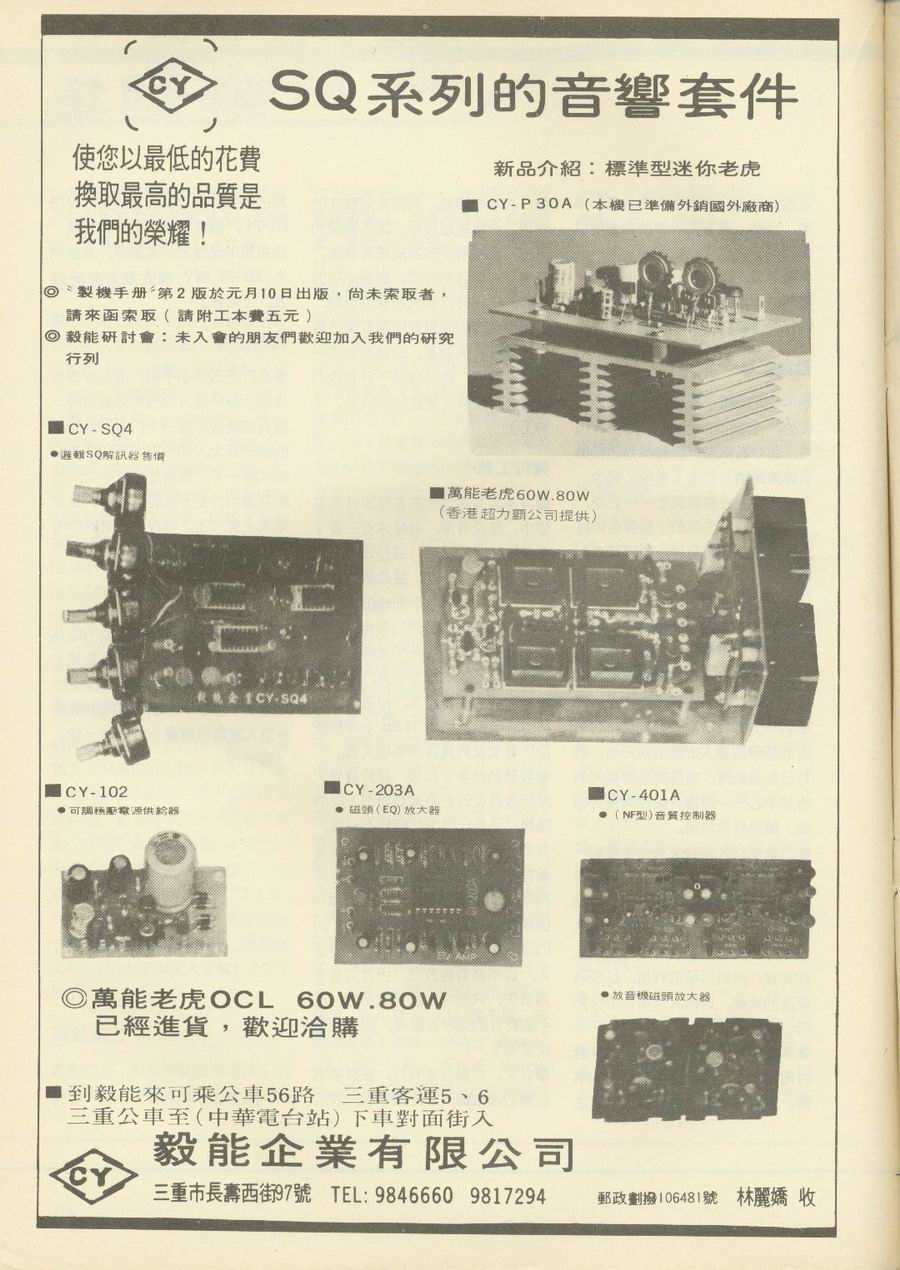 CY
SQ系列的音響套件
使您以最低的花費
換取最高的品質是
我們的榮耀！
◎〝製機手册〞第2版於元月10日出版，尚未索取者，
請來函索取（請附工本費五元）
◎毅能研討會：未入會的朋友們歡迎加入我們的研究
行列
新品介紹：標準型迷你老虎
■ CY-P30A（本機已準備外銷國外廠商）
■CY-SQ4
●邏輯SQ解訊器售價
毅能企業CY-SQ4
■萬能老虎60W.80W
（香港超力霸公司提供）
■CY-102
●可調穩壓電源供給器
■CY-203A
●磁頭(EQ)放大器
EQ AMP
■CY-401A
●（NF型)音質控制器
●放音機磁頭放大器
◎萬能老虎OCL 60W.80W
已經進貨，歡迎洽購
■到毅能來可乘公車56路 三重客運5、6
三重公車至(中華電台站)下車對面街入
CY
毅能企業有限公司
三重市長壽西街97號 TEL: 9846660 9817294
郵政劃撥106481號 林麗嬌 收